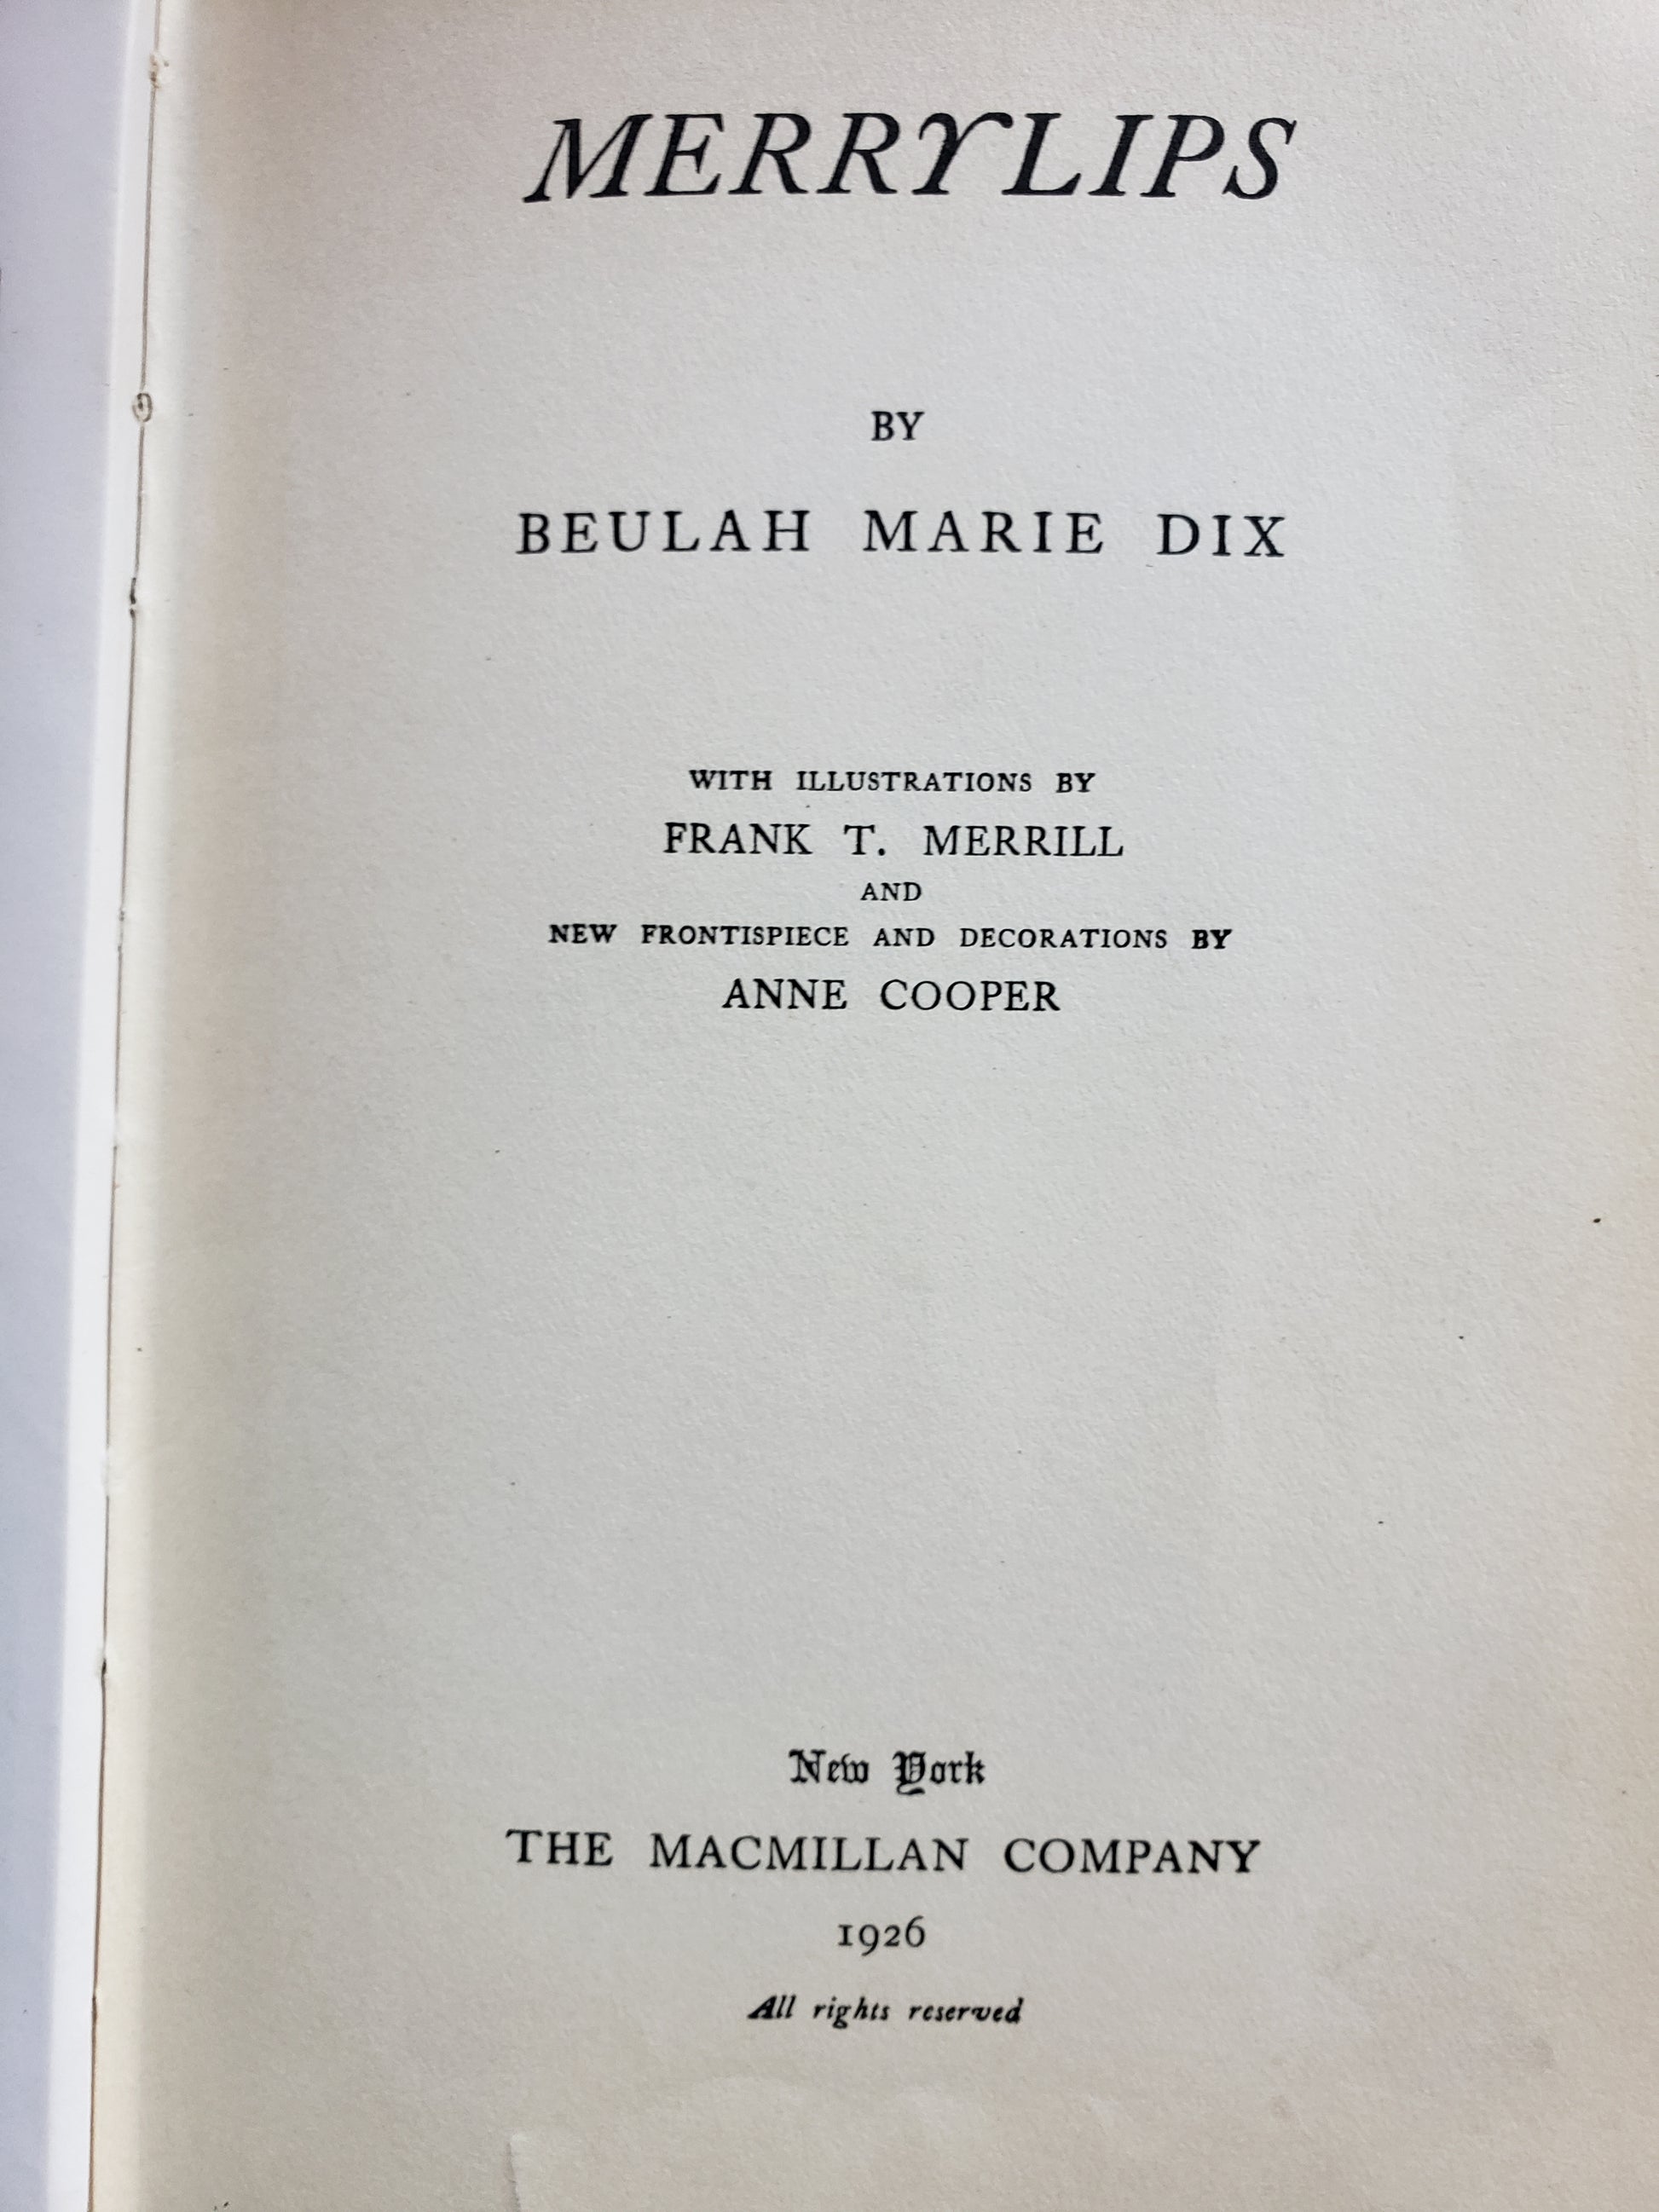 MERRYLIPS
BY
BEULAH MARIE DIX
WITH ILLUSTRATIONS BY
FRANK T. MERRILL
AND
NEW FRONTISPIECE AND DECORATIONS BY
ANNE COOPER
New York
THE MACMILLAN COMPANY
1926
All rights reserved